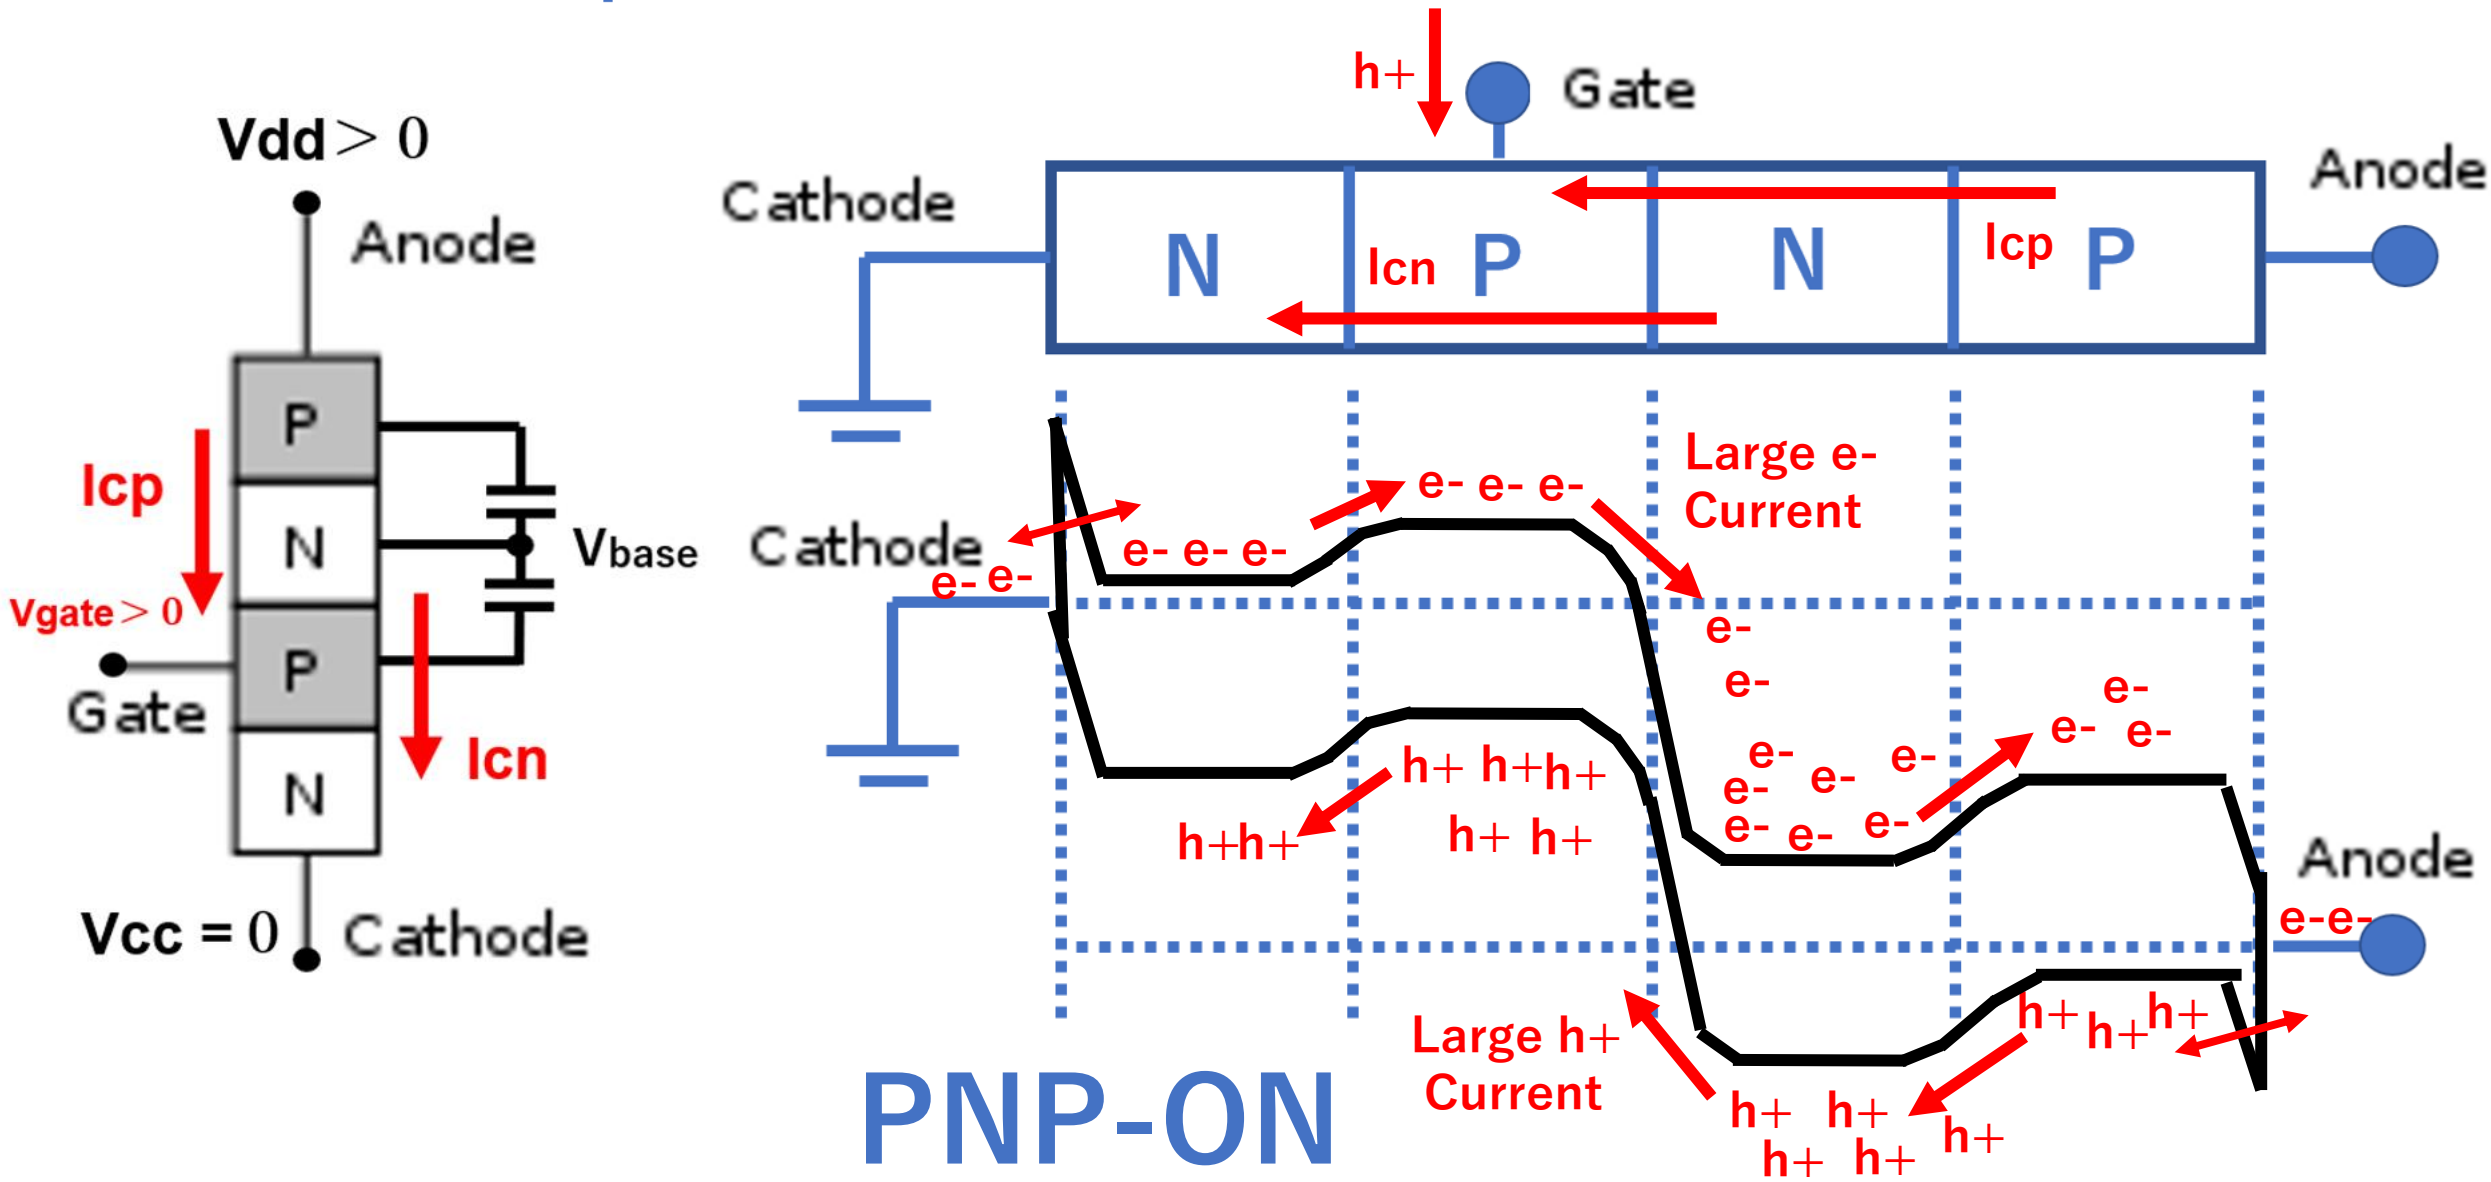 Vdd > 0
Anode
P
Icp
N
Vbase
Vgate > 0
P
Gate
Icn
N
Vcc = 0
Cathode
h+
Gate
Cathode
Anode
N
Icn
P
N
Icp
P
Large e-
Current
e- e- e-
Cathode
e- e- e-
e- e-
e-
e-
e-
e-
e-
e-
e-
e-
e-
e-
e-
e-
e-
h+ h+ h+
h+ h+
h+ h+
Anode
e- e-
Large h+
Current
h+ h+ h+
h+ h+
h+
h+ h+
PNP-ON